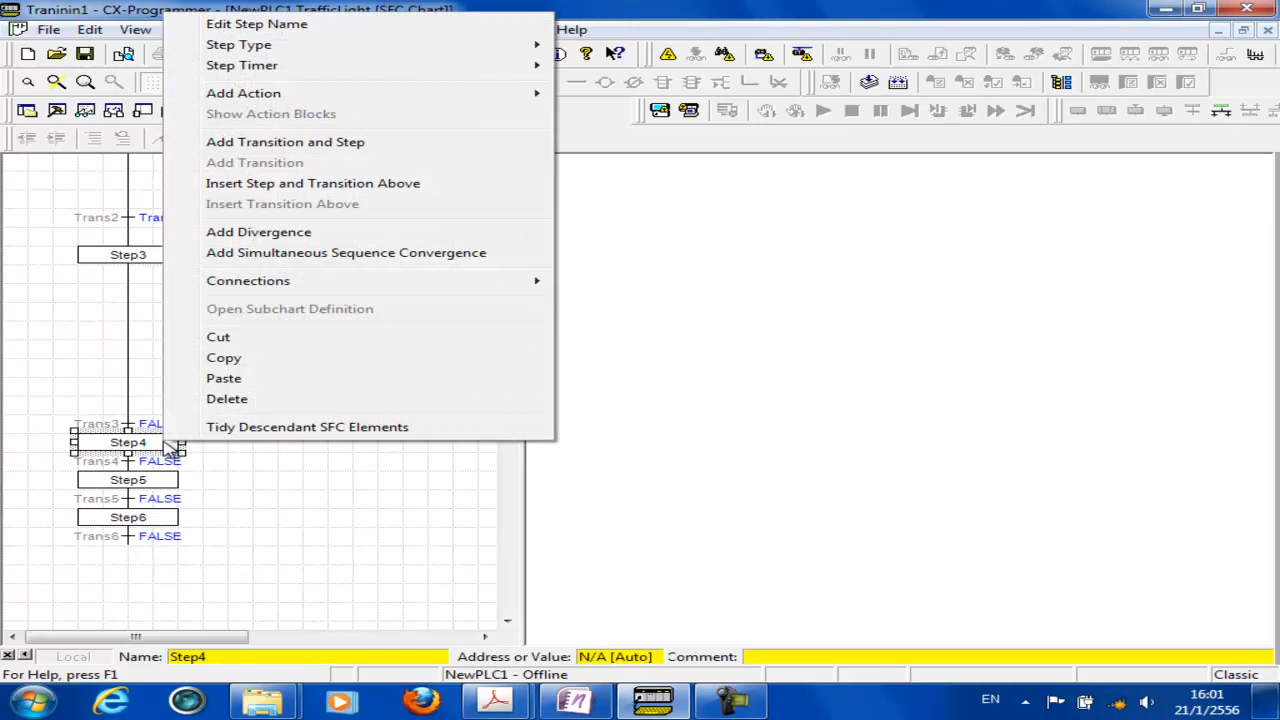 Traninin1 - CX-Programmer - [NewPLC1.TrafficLight [SFC Chart]]
File Edit View Help
Edit Step Name
Step Type
Step Timer
Add Action
Show Action Blocks
Add Transition and Step
Add Transition
Insert Step and Transition Above
Insert Transition Above
Add Divergence
Add Simultaneous Sequence Convergence
Connections
Open Subchart Definition
Cut
Copy
Paste
Delete
Tidy Descendant SFC Elements
Trans2
Step3
Trans3
Step4
Trans4 FALSE
Step5
Trans5 FALSE
Step6
Trans6 FALSE
Local Name: Step4 Address or Value: N/A [Auto] Comment:
For Help, press F1 NewPLC1 - Offline Classic
EN
16:01
21/1/2556